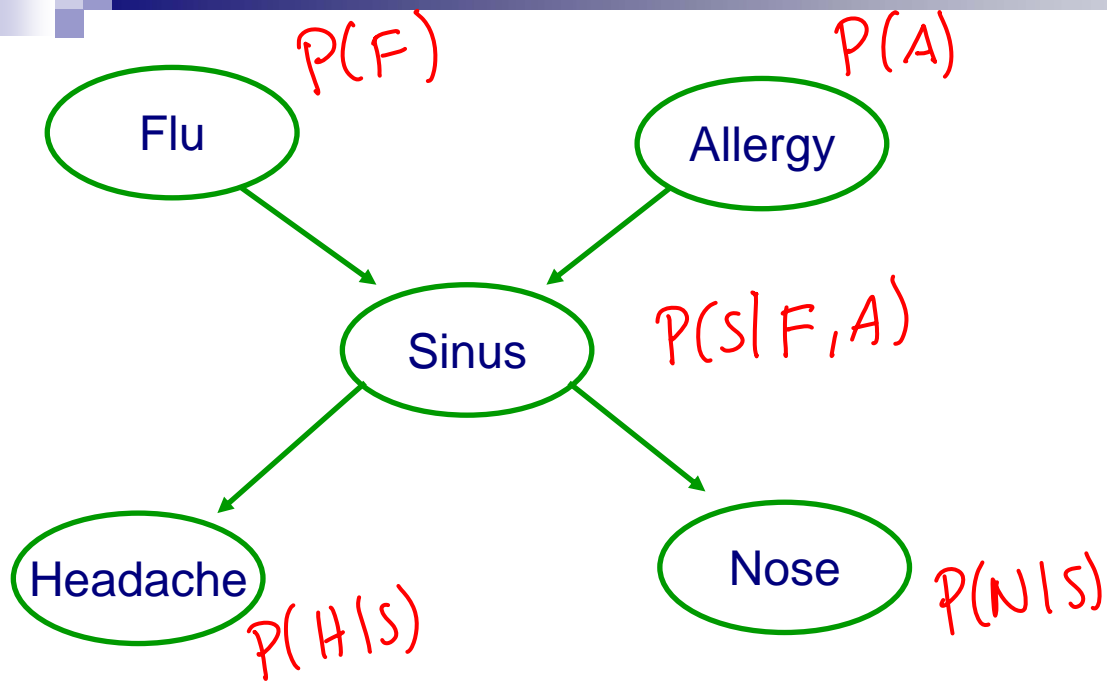 P(F)
P(A)
Flu
Allergy
P(S|F,A)
Sinus
Headache
Nose
P(H|S)
P(N|S)